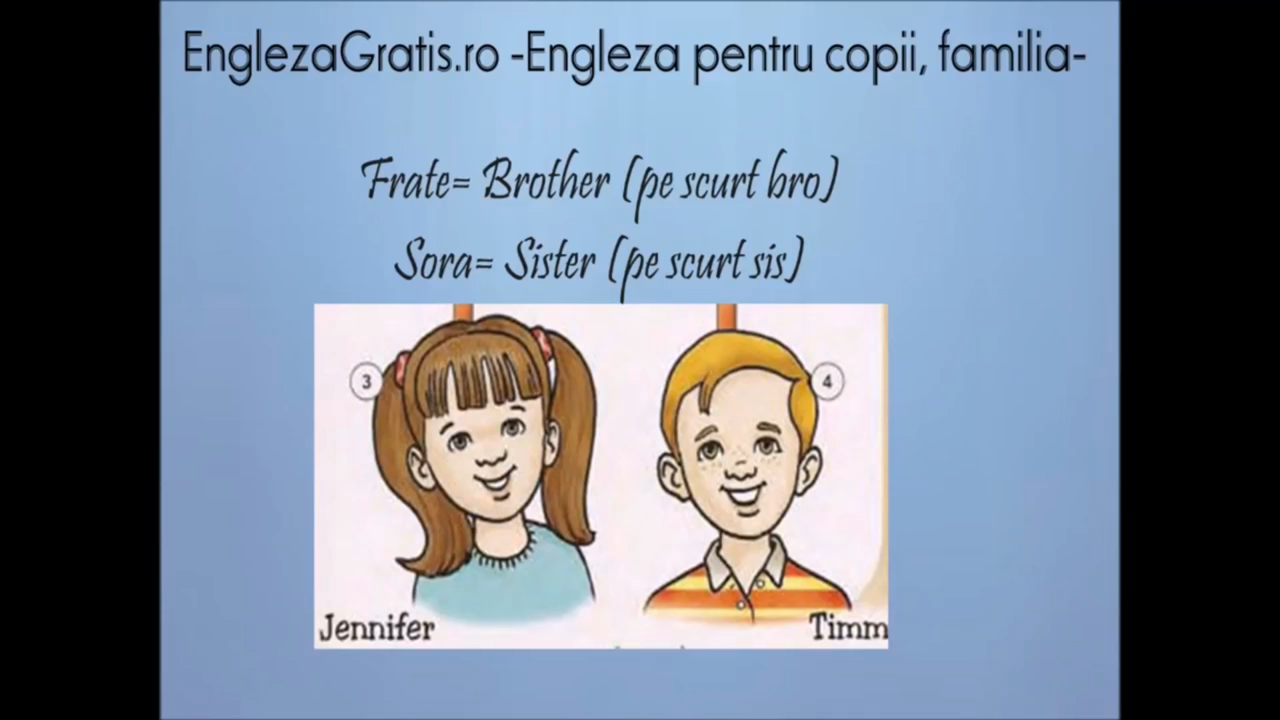 EnglezaGratis.ro -Engleza pentru copii, familia-
Frate= Brother (pe scurt bro)
Sora= Sister (pe scurt sis)
3
4
Jennifer
Timm